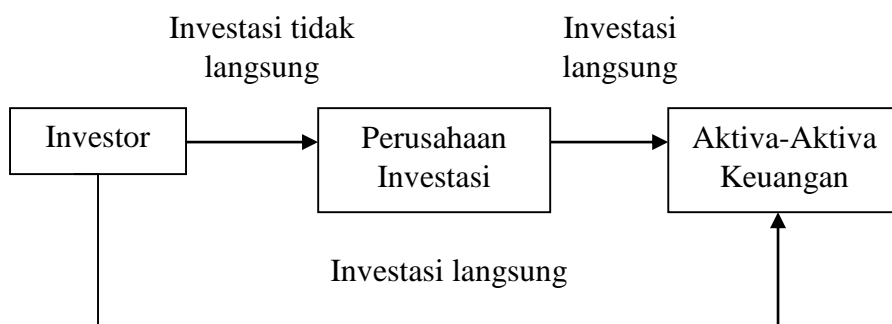 Investasi tidak
langsung
Investasi
langsung
Investor
Perusahaan
Investasi
Aktiva-Aktiva
Keuangan
Investasi langsung